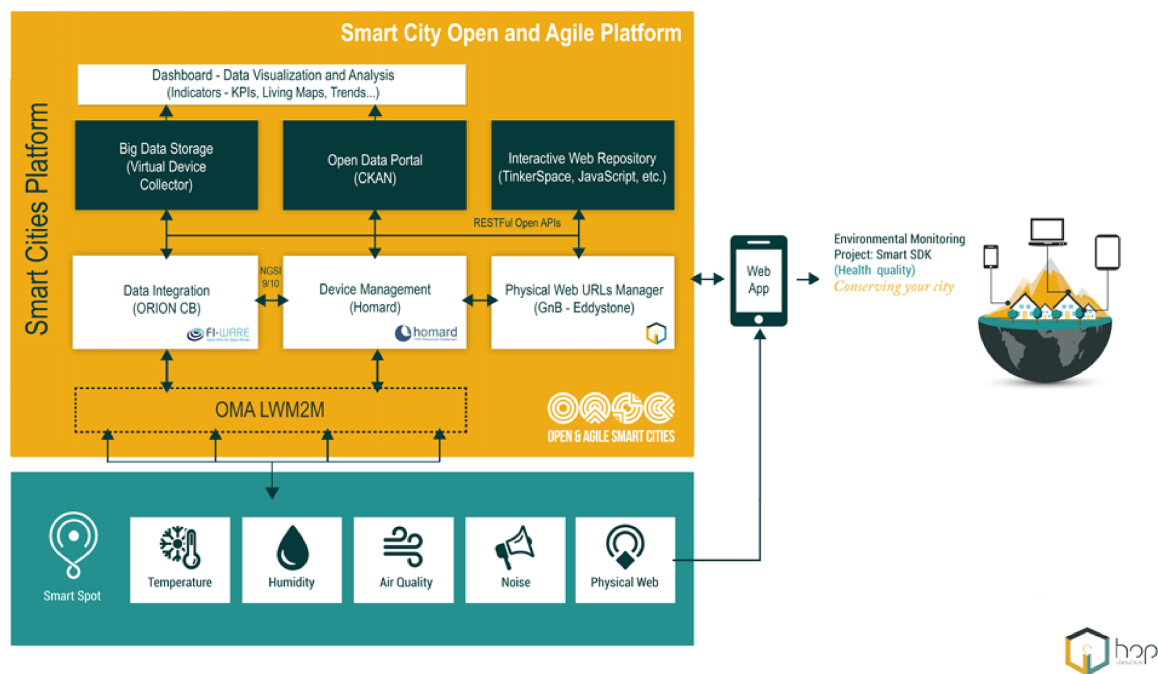 Smart City Open and Agile Platform
Smart Cities Platform
Dashboard - Data Visualization and Analysis
(Indicators - KPIs, Living Maps, Trends...)
Big Data Storage
(Virtual Device
Collector)
Open Data Portal
(CKAN)
Interactive Web Repository
(TinkerSpace, JavaScript, etc.)
RESTFul Open APIs
Data Integration
(ORION CB)
FI-WARE
NGSI
9/10
Device Management
(Homard)
homard
Physical Web URLs Manager
(GnB - Eddystone)
Web
App
Environmental Monitoring
Project: Smart SDK
(Health quality)
Conserving your city
OMA LWM2M
OASC
OPEN & AGILE SMART CITIES
Smart Spot
Temperature
Humidity
Air Quality
Noise
Physical Web
hop